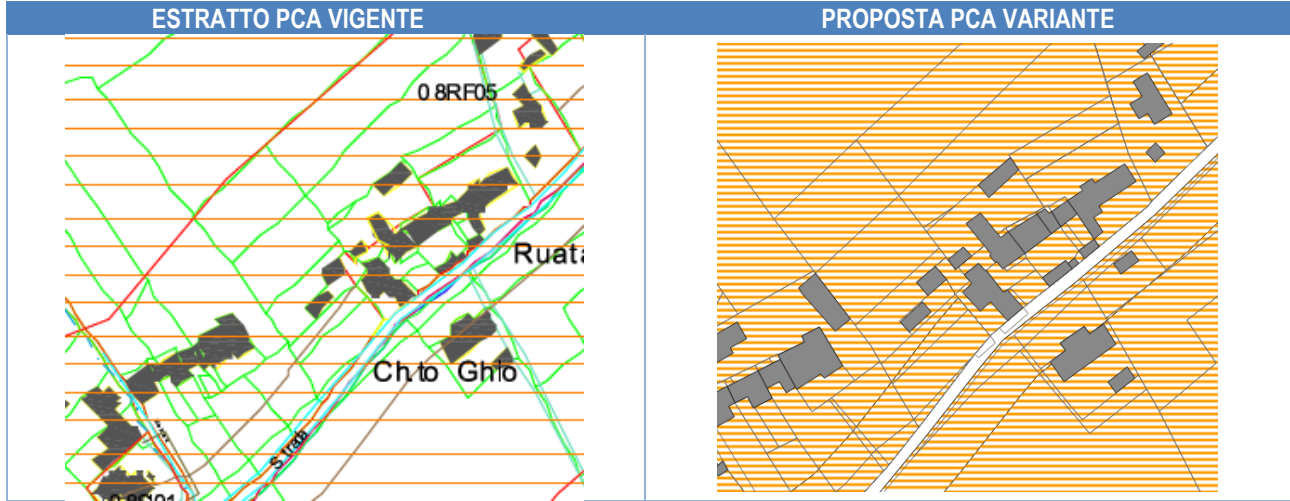 ESTRATTO PCA VIGENTE
PROPOSTA PCA VARIANTE
0 8RF05
Ruata
Ch.to Ghio
Strada